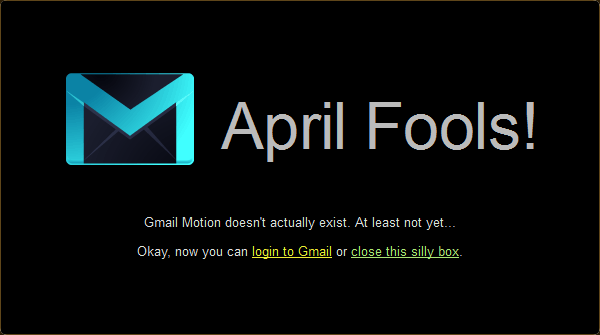 April Fools!
Gmail Motion doesn't actually exist. At least not yet...
Okay, now you can login to Gmail or close this silly box.